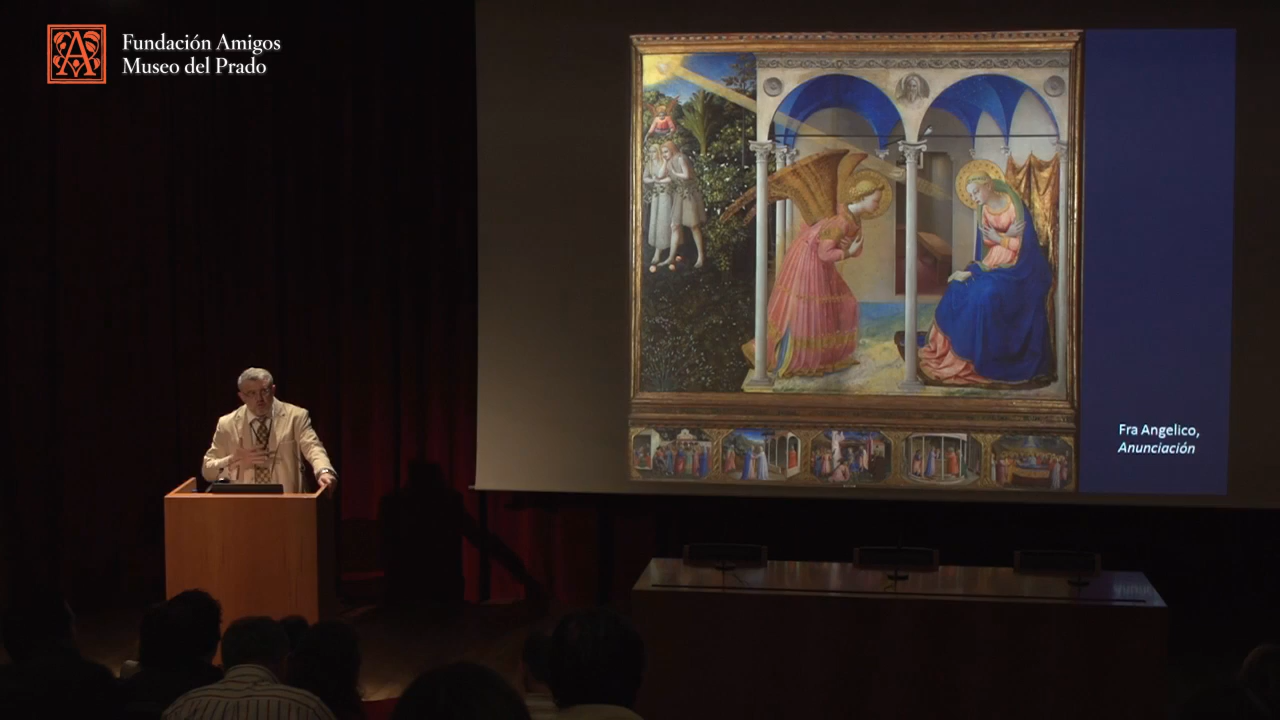 Fundación Amigos
Museo del Prado
Fra Angelico,
Anunciación